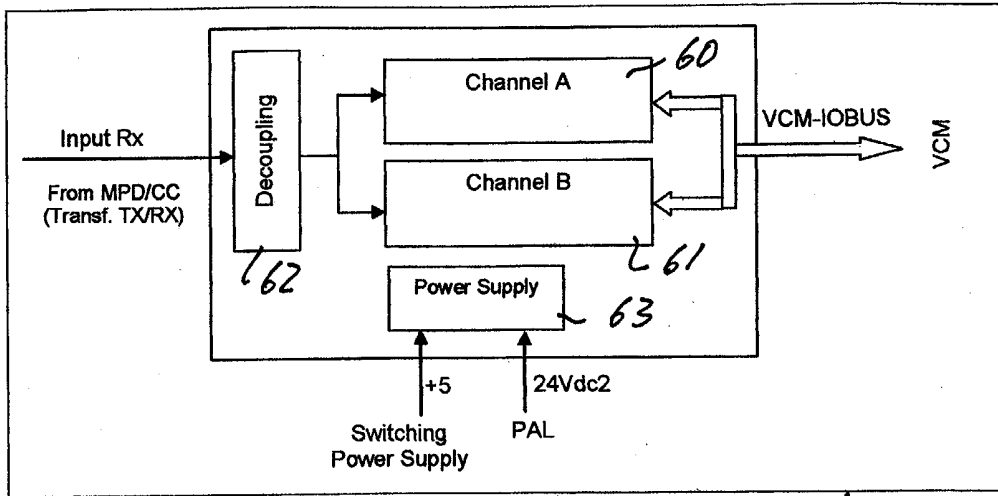 Channel A
60
VCM-IOBUS
VCM
Input Rx
Decoupling
From MPD/CC
(Transf. TX/RX)
Channel B
62
61
Power Supply
63
+5
24Vdc2
Switching
Power Supply
PAL